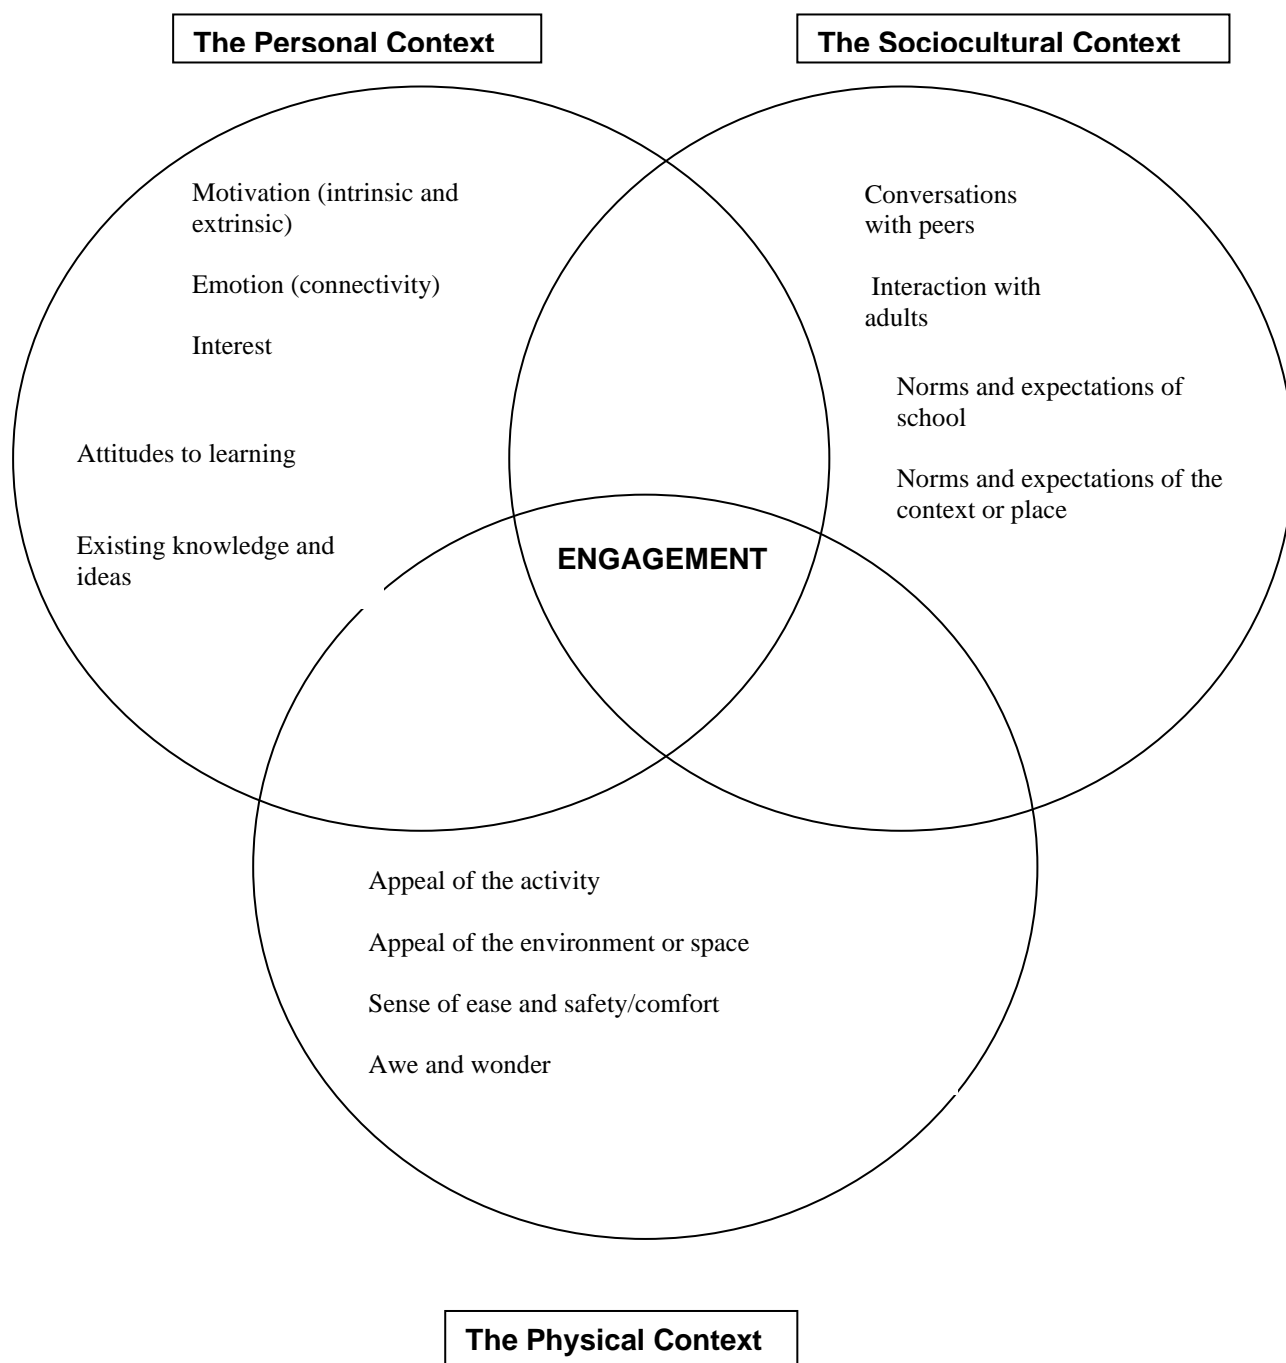 The Personal Context
The Sociocultural Context
Motivation (intrinsic and
extrinsic)
Emotion (connectivity)
Interest
Attitudes to learning
Existing knowledge and
ideas
Conversations
with peers
Interaction with
adults
Norms and expectations of
school
Norms and expectations of the
context or place
ENGAGEMENT
Appeal of the activity
Appeal of the environment or space
Sense of ease and safety/comfort
Awe and wonder
The Physical Context